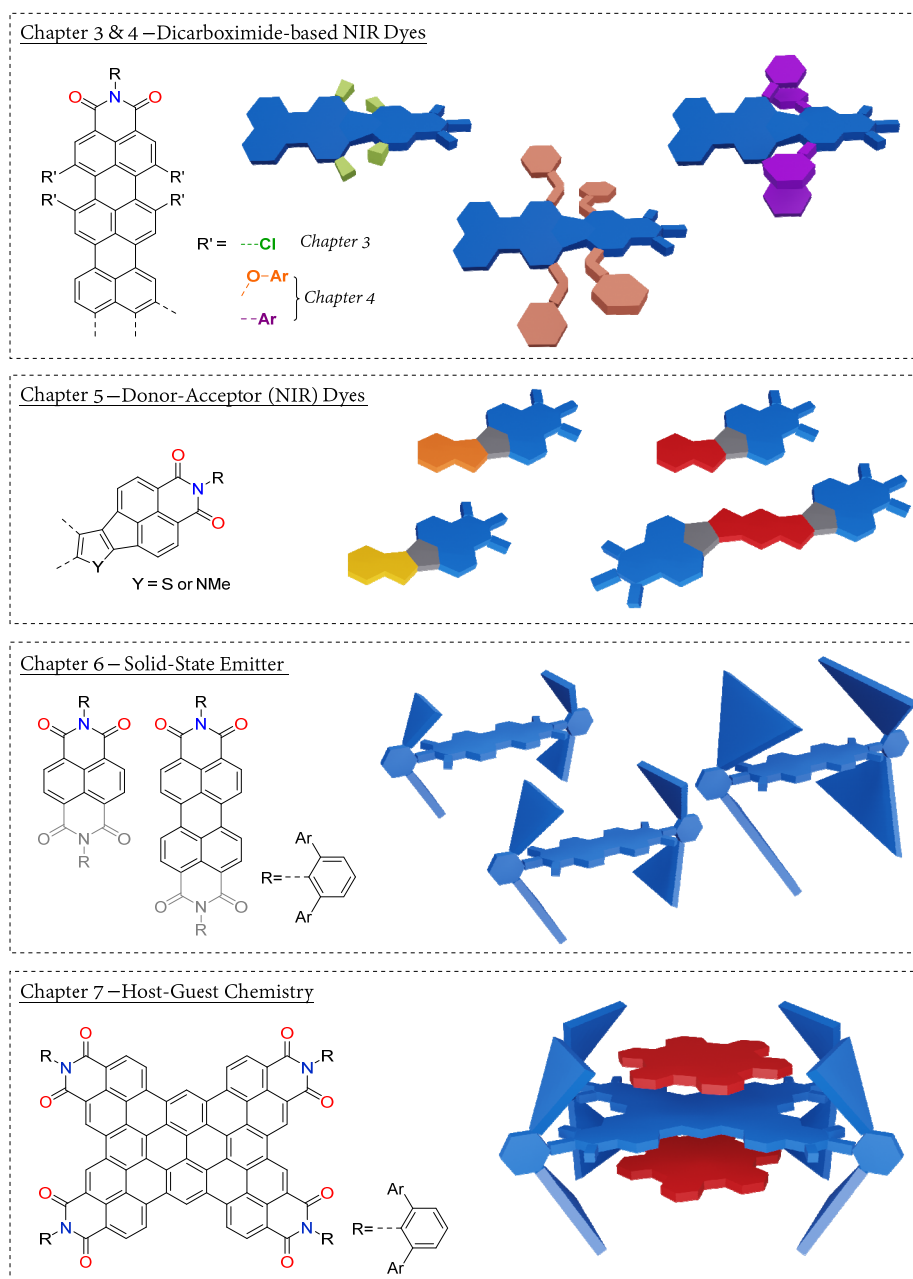 Chapter 3 & 4–Dicarboximide-based NIR Dyes
R
O N O
R' R'
R' R'
R' = ---Cl Chapter 3
O–Ar
Chapter 4
--Ar
Chapter 5–Donor-Acceptor (NIR) Dyes
O
R
N
O
Y
Y = S or NMe
Chapter 6–Solid-State Emitter
R R
O N O O N O
O N O
R
Ar
R=
Ar
O N O
R
Chapter 7–Host-Guest Chemistry
O O
R R
N N
O O
O O
N N
R R
O O
Ar
R=
Ar